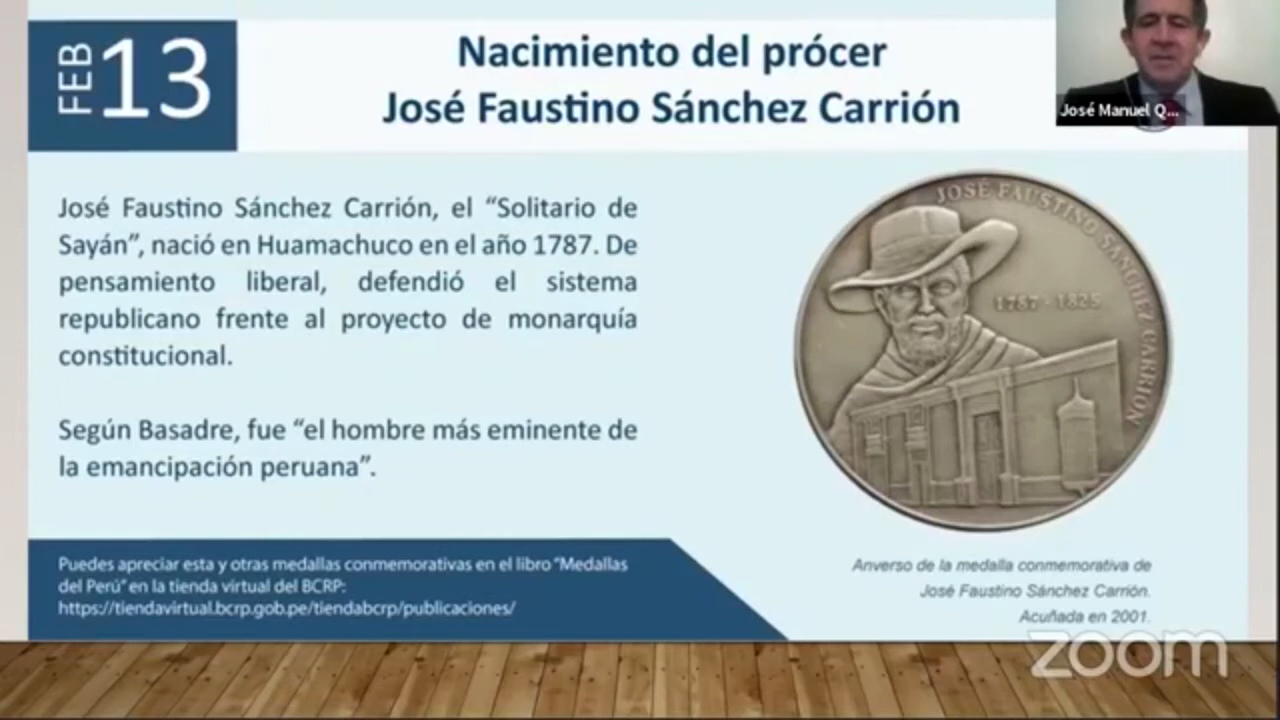 FEB 13
Nacimiento del prócer
José Faustino Sánchez Carrión
José Manuel Q...
José Faustino Sánchez Carrión, el “Solitario de
Sayán”, nació en Huamachuco en el año 1787. De
pensamiento liberal, defendió el sistema
republicano frente al proyecto de monarquía
constitucional.
Según Basadre, fue “el hombre más eminente de
la emancipación peruana”.
JOSÉ FAUSTINO SÁNCHEZ CARRIÓN
1787 - 1825
Puedes apreciar esta y otras medallas conmemorativas en el libro “Medallas
del Perú” en la tienda virtual del BCRP:
https://tiendavirtual.bcrp.gob.pe/tiendabcrp/publicaciones/
Anverso de la medalla conmemorativa de
José Faustino Sánchez Carrión.
Acuñada en 2001.
zoom